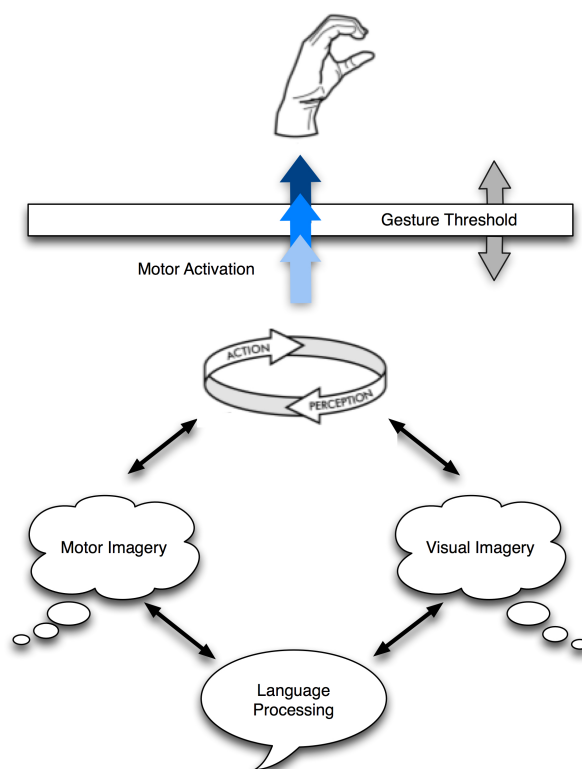 Gesture Threshold
Motor Activation
ACTION
PERCEPTION
Motor Imagery
Visual Imagery
Language
Processing